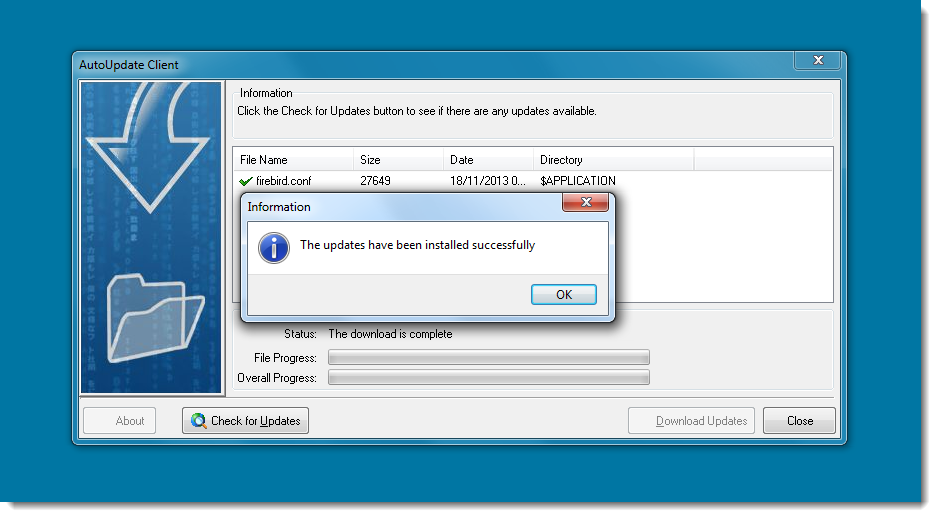 AutoUpdate Client
Information
Click the Check for Updates button to see if there are any updates available.
File Name Size Date Directory
firebird.conf 27649 18/11/2013 0... $APPLICATION
Information
The updates have been installed successfully
OK
Status: The download is complete
File Progress:
Overall Progress:
About Check for Updates Download Updates Close